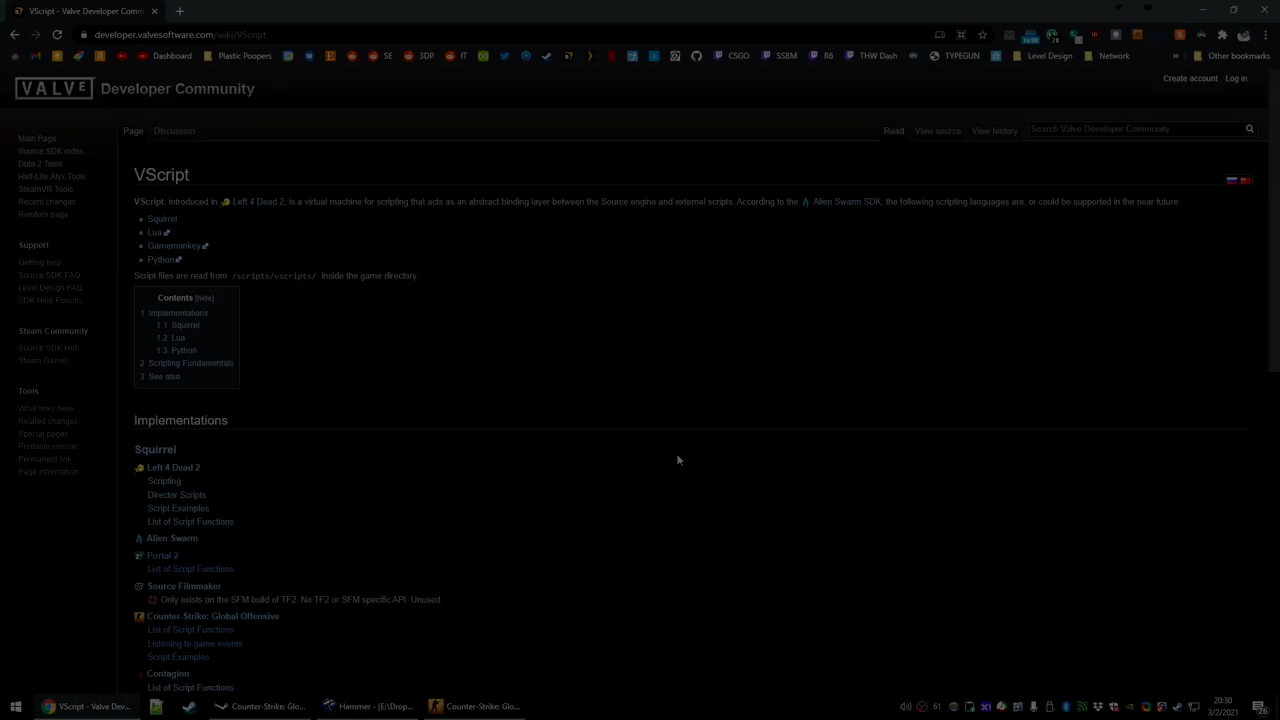 VScript - Valve Developer Comm
developer.valvesoftware.com/wiki/VScript
Dashboard
Plastic Poopers
SE
3DP
IT
CSGO
SSBM
R6
THW Dash
TYPEGUN
Level Design
Network
Other bookmarks
VALVE Developer Community
Create account
Log in
Page
Discussion
Read
View source
View history
Search Valve Developer Community
Main Page
Source SDK index
Dota 2 Tools
Half-Life:Alyx Tools
SteamVR Tools
Recent changes
Random page
Support
Getting help
Source SDK FAQ
Level Design FAQ
SDK Help Forums
Steam Community
Source SDK Hub
Steam Games
Tools
What links here
Related changes
Special pages
Printable version
Permanent link
Page information
VScript
VScript, introduced in Left 4 Dead 2, is a virtual machine for scripting that acts as an abstract binding layer between the Source engine and external scripts. According to the Alien Swarm SDK, the following scripting languages are, or could be supported in the near future
Squirrel
Lua
Gamemonkey
Python
Script files are read from /scripts/vscripts/ inside the game directory
Contents [hide]
1 Implementations
1.1 Squirrel
1.2 Lua
1.3 Python
2 Scripting Fundamentals
3 See also
Implementations
Squirrel
Left 4 Dead 2
Scripting
Director Scripts
Script Examples
List of Script Functions
Alien Swarm
Portal 2
List of Script Functions
Source Filmmaker
Only exists on the SFM build of TF2. No TF2 or SFM specific API. Unused.
Counter-Strike: Global Offensive
List of Script Functions
Listening to game events
Script Examples
Contagion
List of Script Functions
VScript - Valve Dev...
Counter-Strike: Glo...
Hammer - [E:\Drop...
Counter-Strike: Glo...
61
20:30
3/2/2021
26